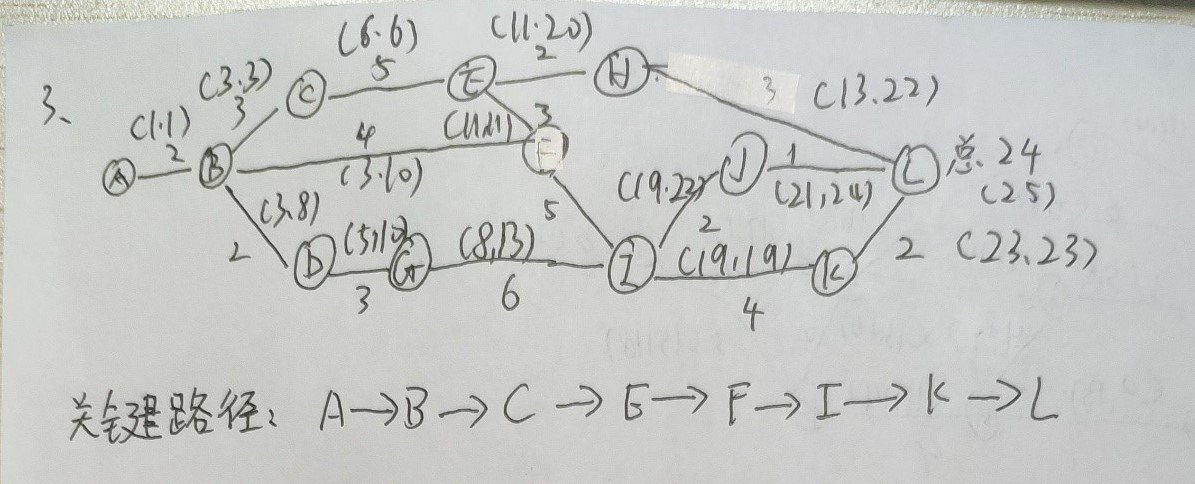 3、
(6.6) (11.20)
(3.3) 5 2
3 C E H 3 (13.22)
(1.1) 4 (11.11) 3
2 F 1
A B (3.10) J L 总 24
(3.8) (19.22) (21,24) (25)
2 D (5,10) G (8,13) 5 I 2 (19.19) K 2 (23.23)
3 6 4
关键路径: A→B→C→E→F→I→K→L